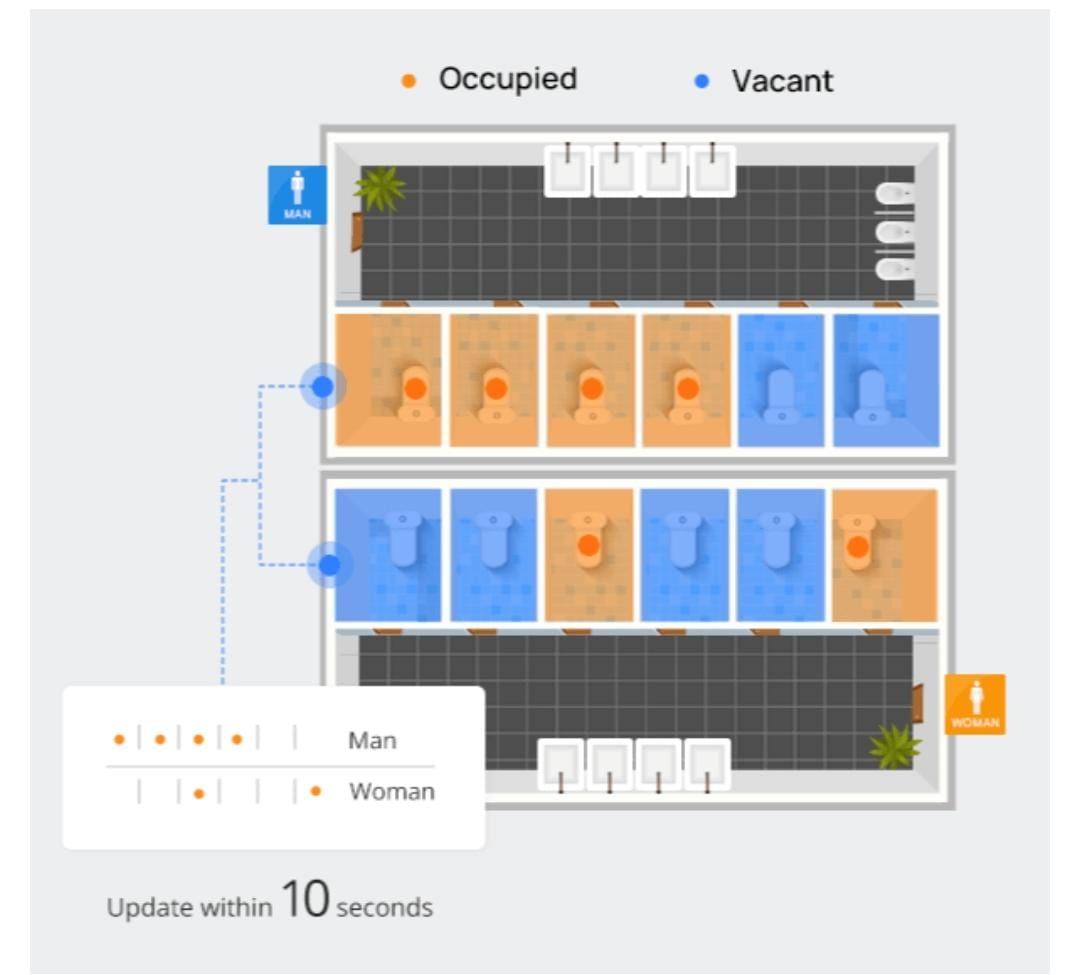 Occupied
Vacant
MAN
WOMAN
Man
Woman
Update within 10 seconds